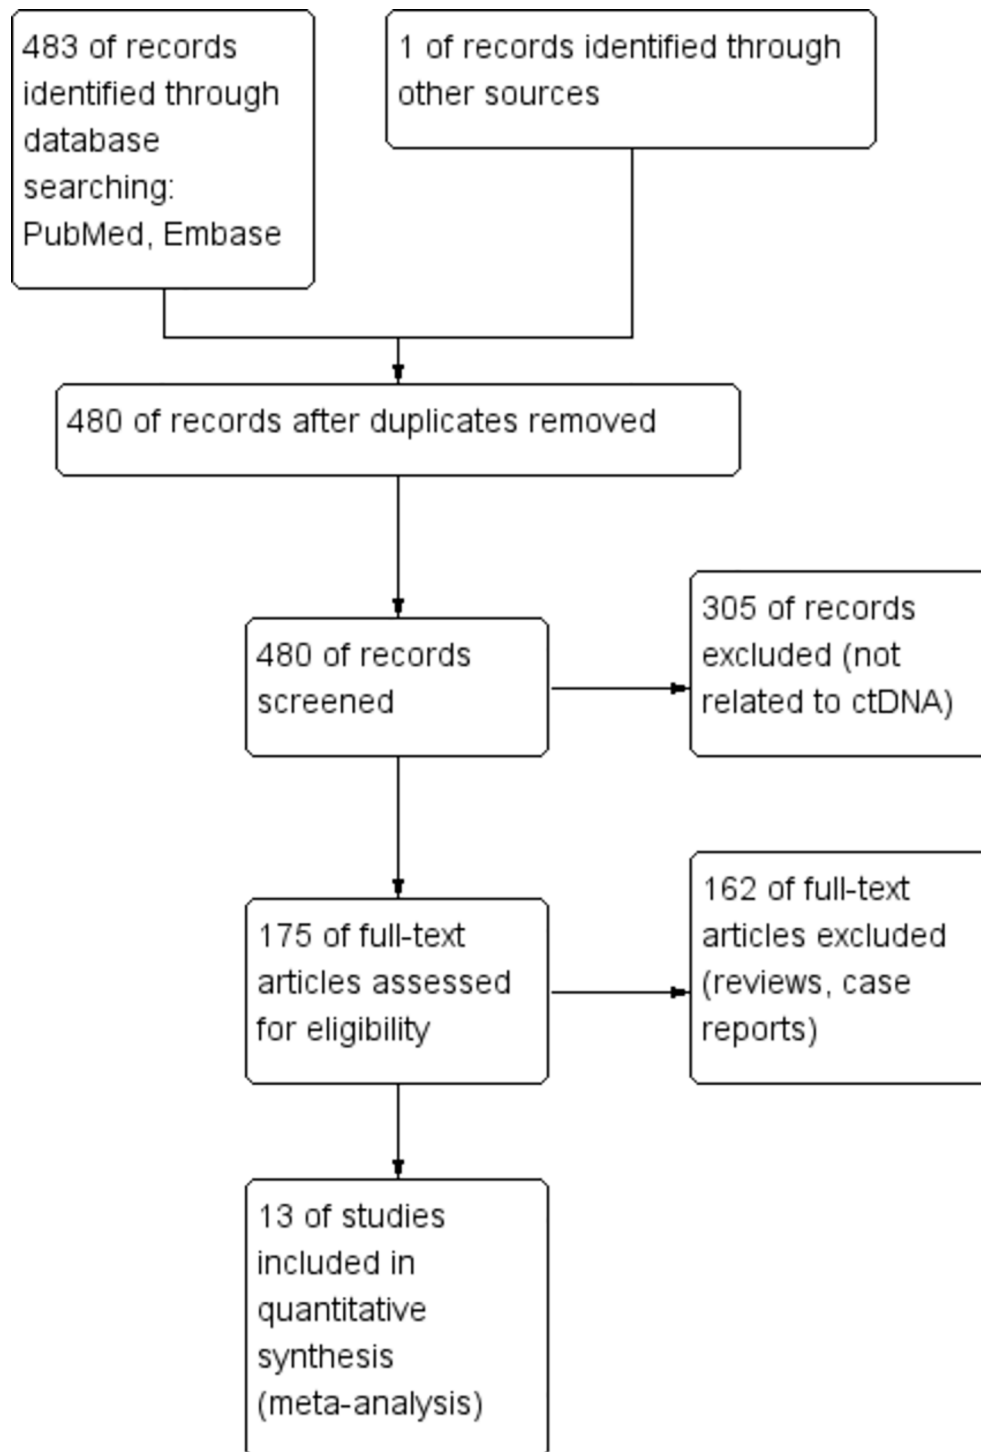 483 of records
identified through
database
searching:
PubMed, Embase
1 of records identified through
other sources
480 of records after duplicates removed
480 of records
screened
305 of records
excluded (not
related to ctDNA)
175 of full-text
articles assessed
for eligibility
162 of full-text
articles excluded
(reviews, case
reports)
13 of studies
included in
quantitative
synthesis
(meta-analysis)